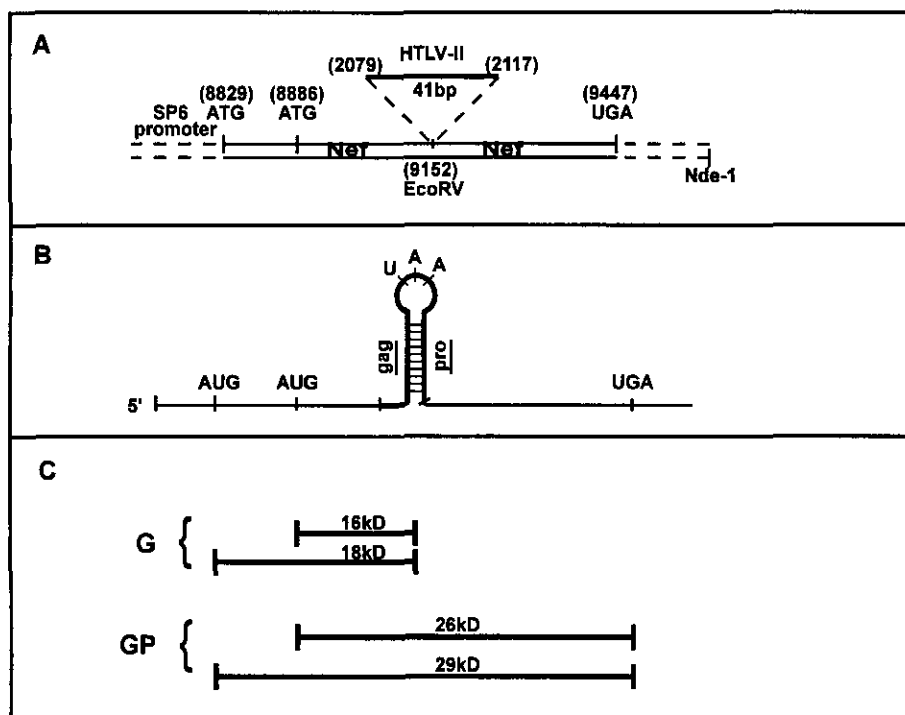 A
HTLV-II
(2079) (2117)
41bp
(8829) (8886) (9447)
SP6 ATG ATG UGA
promoter
Nef Nef
(9152)
EcoRV
Nde-1
B
U A A
gag pro
AUG AUG UGA
5'
C
16kD
G { 18kD
26kD
GP {
29kD